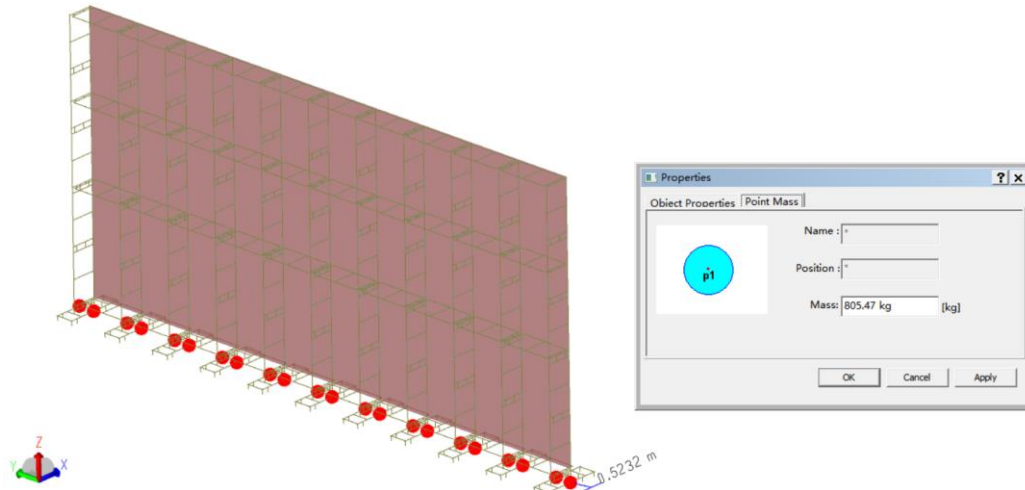 Properties
? x
Object Properties Point Mass
Name : *
p1
Position : *
Mass: 805.47 kg [kg]
OK Cancel Apply
0.5232 m
Z
Y X